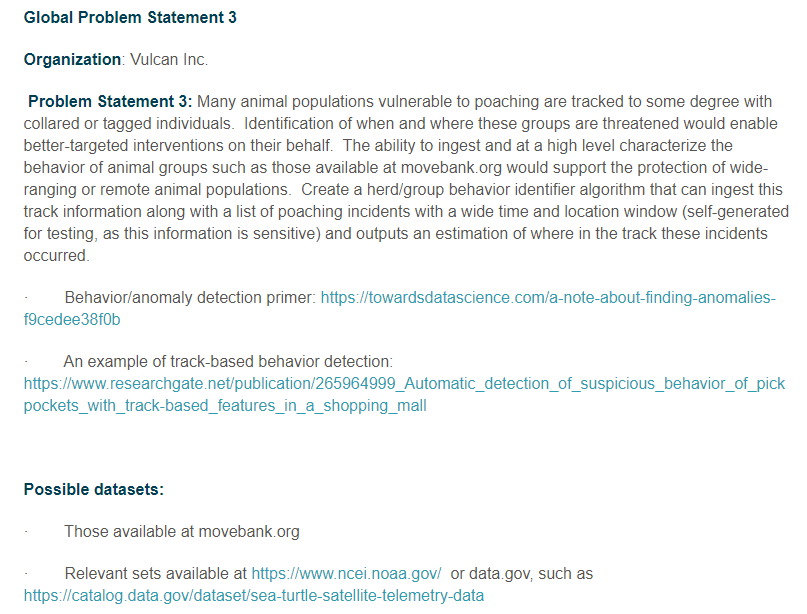 Global Problem Statement 3
Organization: Vulcan Inc.
Problem Statement 3: Many animal populations vulnerable to poaching are tracked to some degree with
collared or tagged individuals.  Identification of when and where these groups are threatened would enable
better-targeted interventions on their behalf.  The ability to ingest and at a high level characterize the
behavior of animal groups such as those available at movebank.org would support the protection of wide-
ranging or remote animal populations.  Create a herd/group behavior identifier algorithm that can ingest this
track information along with a list of poaching incidents with a wide time and location window (self-generated
for testing, as this information is sensitive) and outputs an estimation of where in the track these incidents
occurred.
· Behavior/anomaly detection primer: https://towardsdatascience.com/a-note-about-finding-anomalies-
f9cedee38f0b
· An example of track-based behavior detection:
https://www.researchgate.net/publication/265964999_Automatic_detection_of_suspicious_behavior_of_pick
pockets_with_track-based_features_in_a_shopping_mall
Possible datasets:
· Those available at movebank.org
· Relevant sets available at https://www.ncei.noaa.gov/  or data.gov, such as
https://catalog.data.gov/dataset/sea-turtle-satellite-telemetry-data